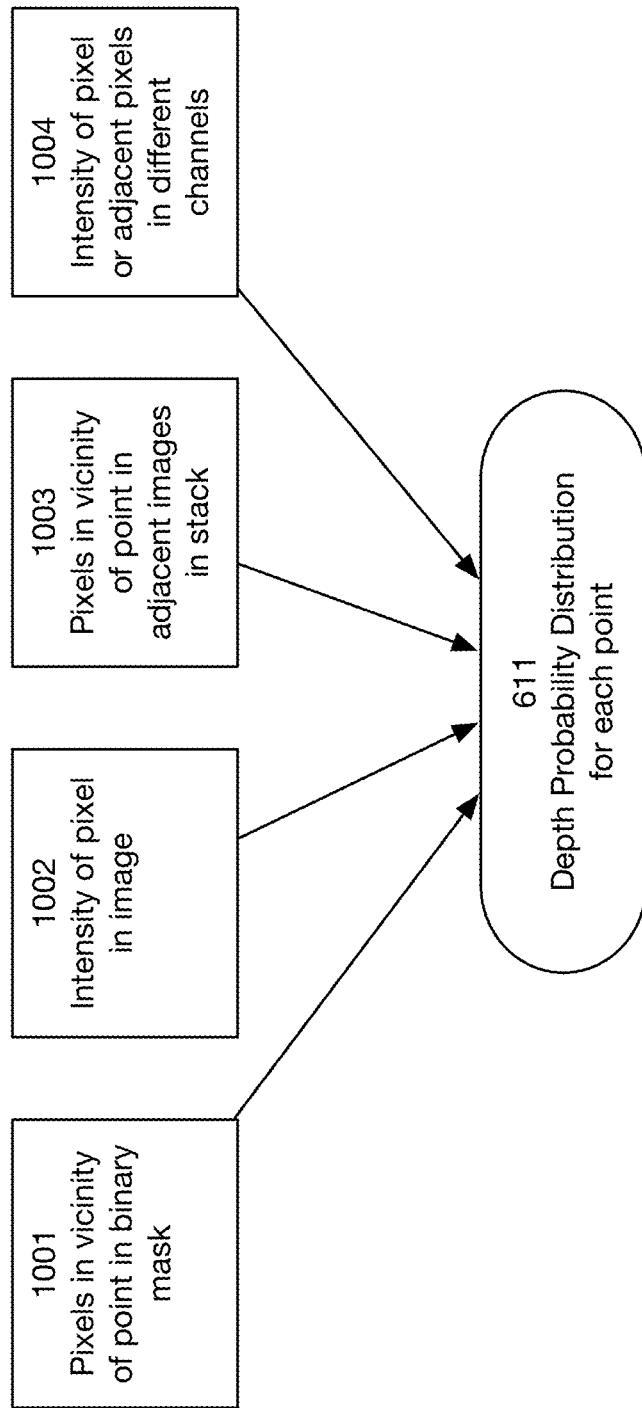 1001
Pixels in vicinity
of point in binary
mask
1002
Intensity of pixel
in image
1003
Pixels in vicinity
of point in
adjacent images
in stack
1004
Intensity of pixel
or adjacent pixels
in different
channels
611
Depth Probability Distribution
for each point